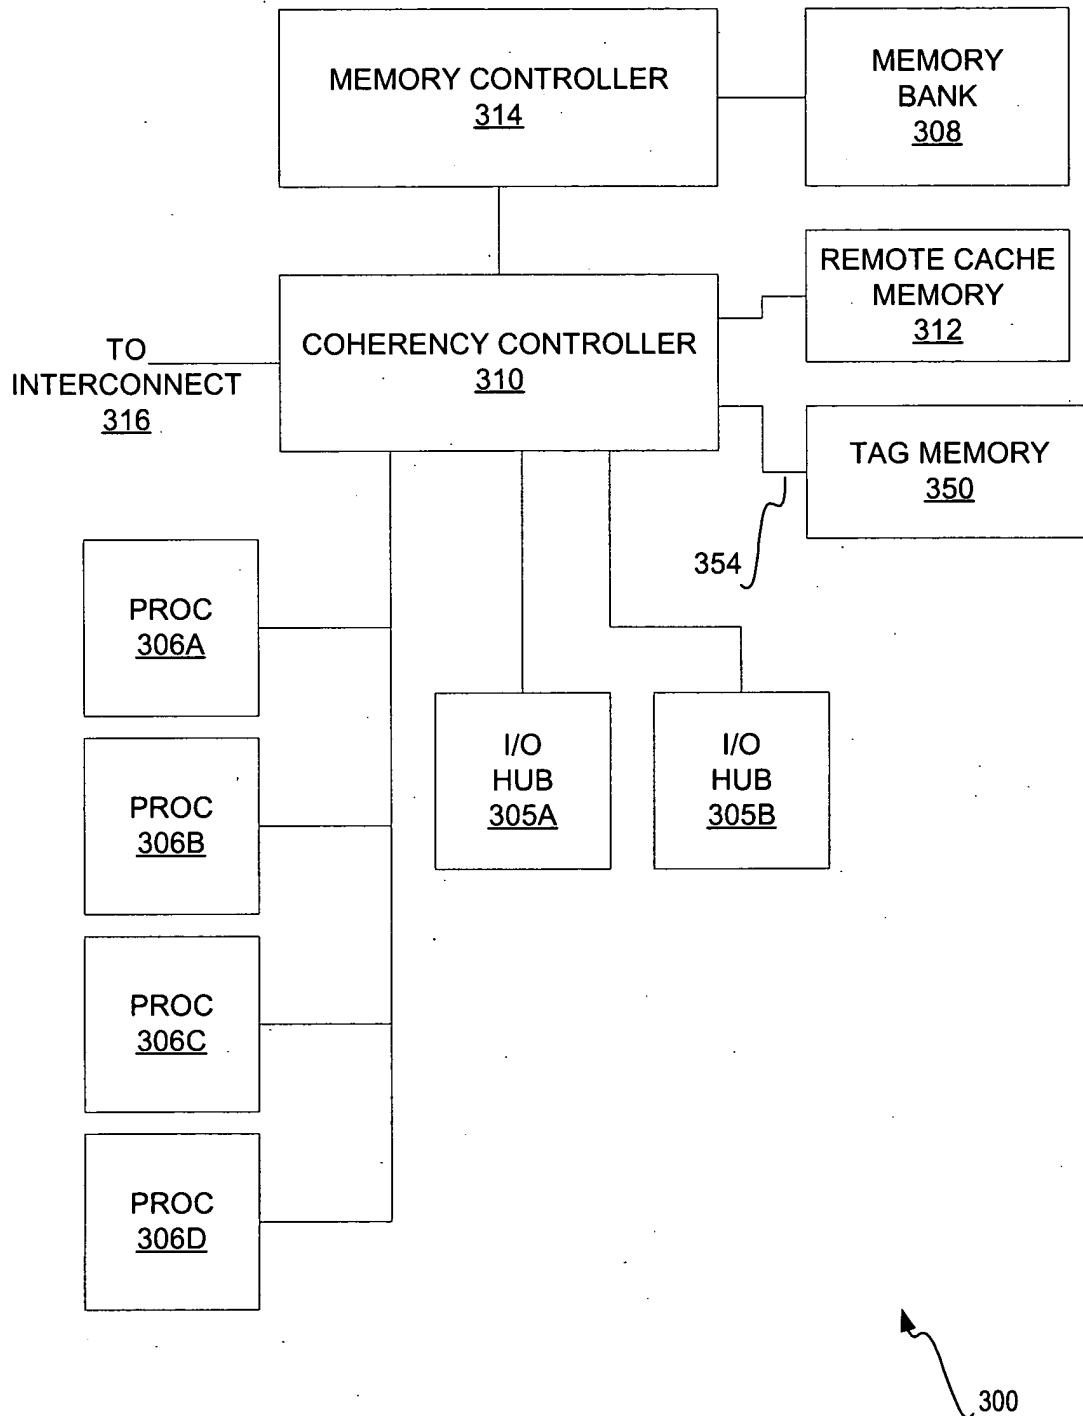 MEMORY CONTROLLER
314
MEMORY
BANK
308
REMOTE CACHE
MEMORY
312
COHERENCY CONTROLLER
310
TO
INTERCONNECT
316
TAG MEMORY
350
354
PROC
306A
PROC
306B
PROC
306C
PROC
306D
I/O
HUB
305A
I/O
HUB
305B
300